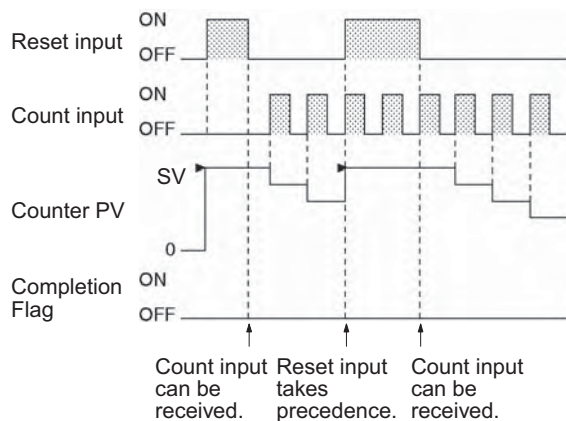 ON
Reset input
OFF
ON
Count input
OFF
SV
Counter PV
0
Completion
Flag
ON
OFF
Count input
can be
received.
Reset input
takes
precedence.
Count input
can be
received.